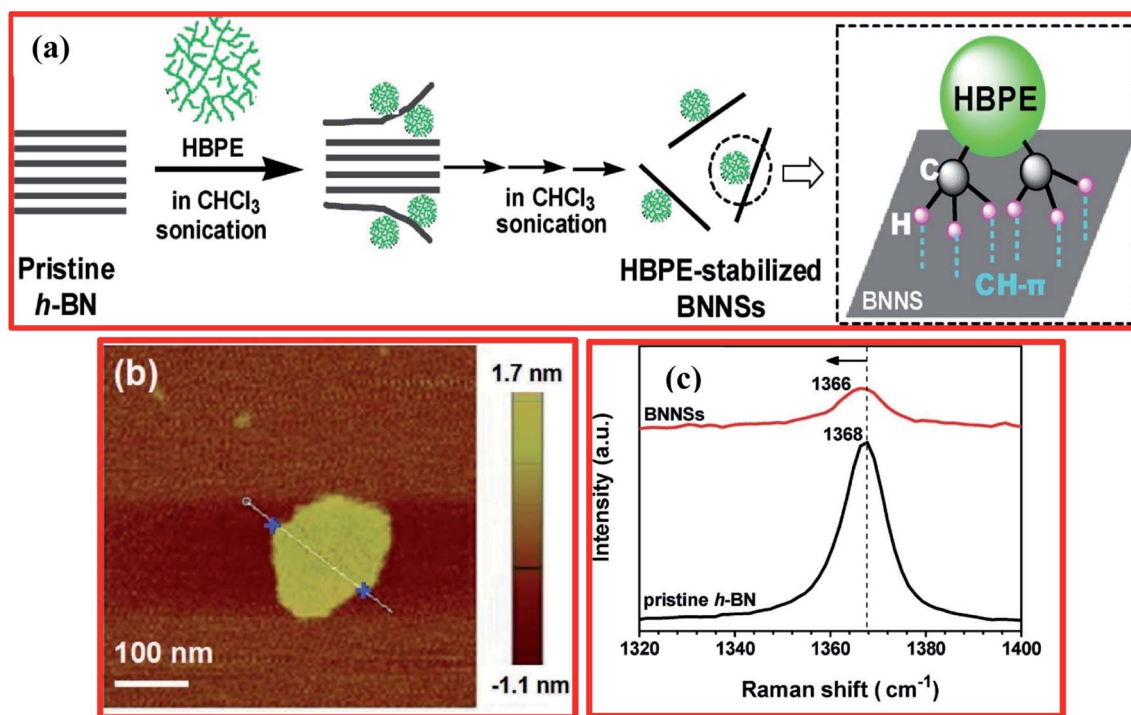 (a)
HBPE
in CHCl₃
sonication
in CHCl₃
sonication
Pristine
h-BN
HBPE-stabilized
BNNSs
HBPE
C
H
CH-π
BNNS
(b)
100 nm
1.7 nm
-1.1 nm
(c)
Intensity (a.u.)
1366
BNNSs
1368
pristine h-BN
1320 1340 1360 1380 1400
Raman shift ( cm⁻¹)